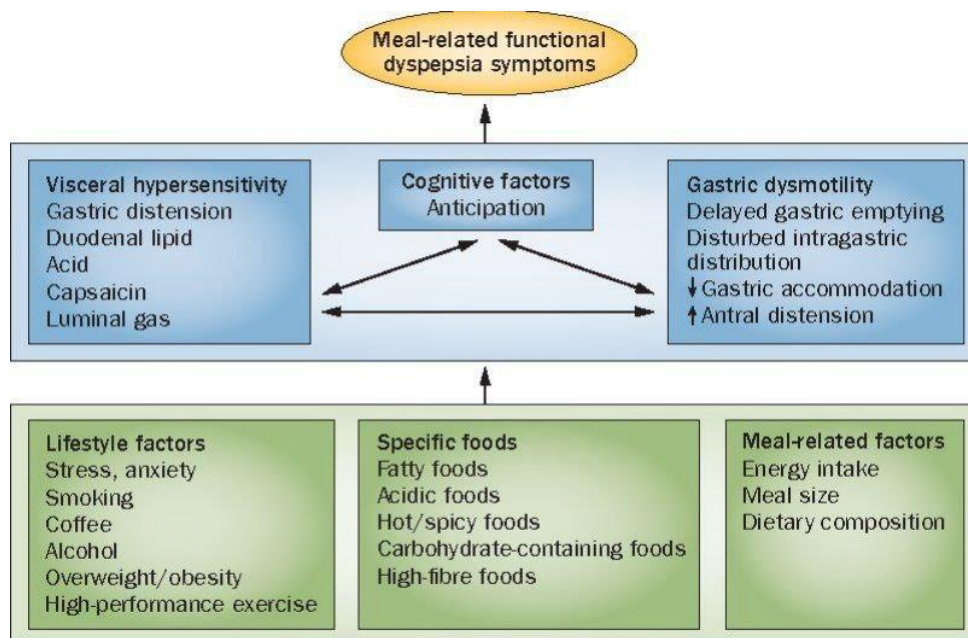 Meal-related functional
dyspepsia symptoms
Visceral hypersensitivity
Gastric distension
Duodenal lipid
Acid
Capsaicin
Luminal gas
Cognitive factors
Anticipation
Gastric dysmotility
Delayed gastric emptying
Disturbed intragastric
distribution
↓Gastric accommodation
↑Antral distension
Lifestyle factors
Stress, anxiety
Smoking
Coffee
Alcohol
Overweight/obesity
High-performance exercise
Specific foods
Fatty foods
Acidic foods
Hot/spicy foods
Carbohydrate-containing foods
High-fibre foods
Meal-related factors
Energy intake
Meal size
Dietary composition